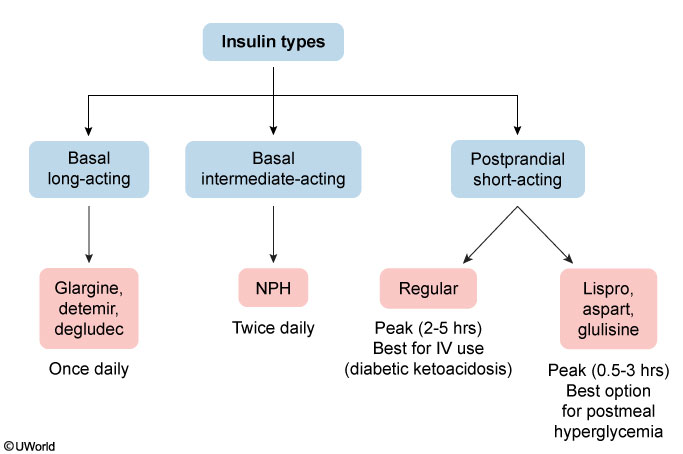 Insulin types
Basal
long-acting
Basal
intermediate-acting
Postprandial
short-acting
Glargine,
detemir,
degludec
Once daily
NPH
Twice daily
Regular
Peak (2-5 hrs)
Best for IV use
(diabetic ketoacidosis)
Lispro,
aspart,
glulisine
Peak (0.5-3 hrs)
Best option
for postmeal
hyperglycemia
©UWorld